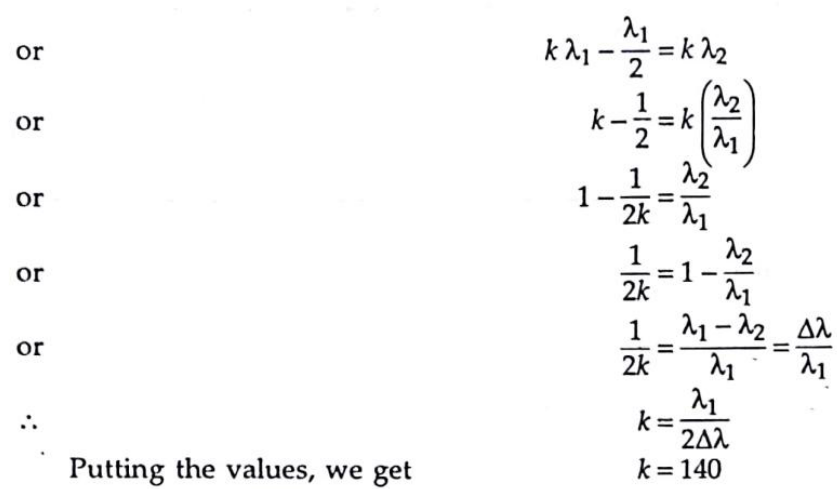 or k λ₁ − λ₁/2 = k λ₂
or k − 1/2 = k (λ₂/λ₁)
or 1 − 1/2k = λ₂/λ₁
or 1/2k = 1 − λ₂/λ₁
or 1/2k = λ₁ − λ₂/λ₁ = Δλ/λ₁
∴ k = λ₁/2Δλ
Putting the values, we get k = 140